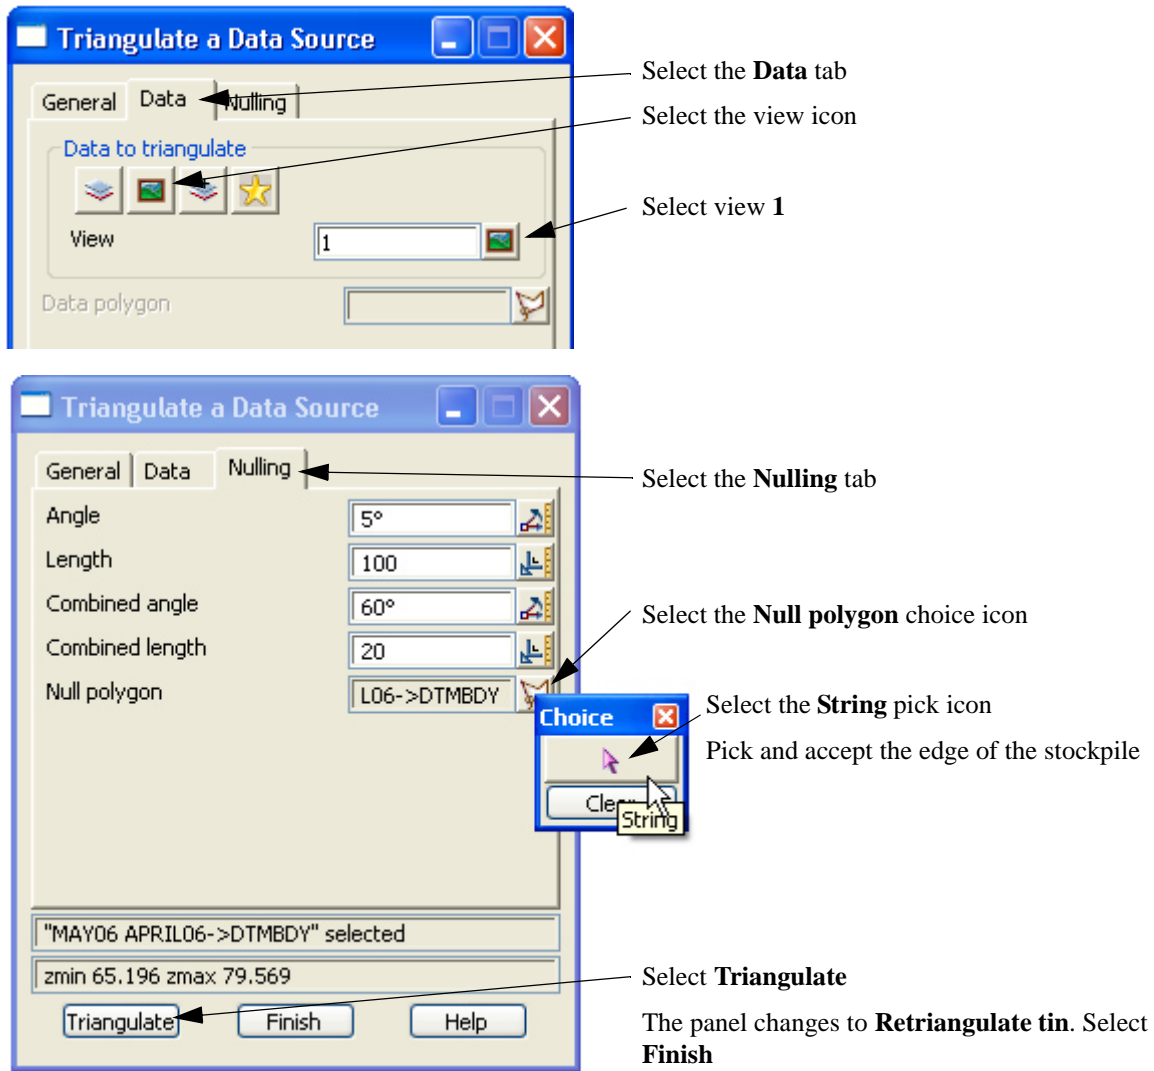 Triangulate a Data Source
General Data Nulling
Select the Data tab
Select the view icon
Data to triangulate
View 1
Select view 1
Data polygon
Triangulate a Data Source
General Data Nulling
Select the Nulling tab
Angle 5°
Length 100
Combined angle 60°
Combined length 20
Null polygon L06->DTMBDY
Select the Null polygon choice icon
Choice
Select the String pick icon
Pick and accept the edge of the stockpile
String
"MAY06 APRIL06->DTMBDY" selected
zmin 65.196 zmax 79.569
Triangulate Finish Help
Select Triangulate
The panel changes to Retriangulate tin. Select
Finish